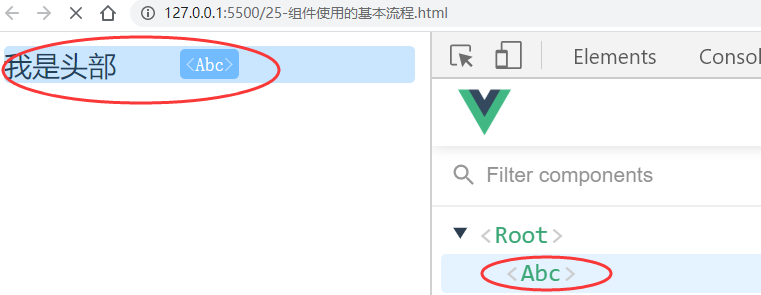 127.0.0.1:5500/25-组件使用的基本流程.html
我是头部 <Abc>
Elements Consol
Filter components
<Root>
<Abc>